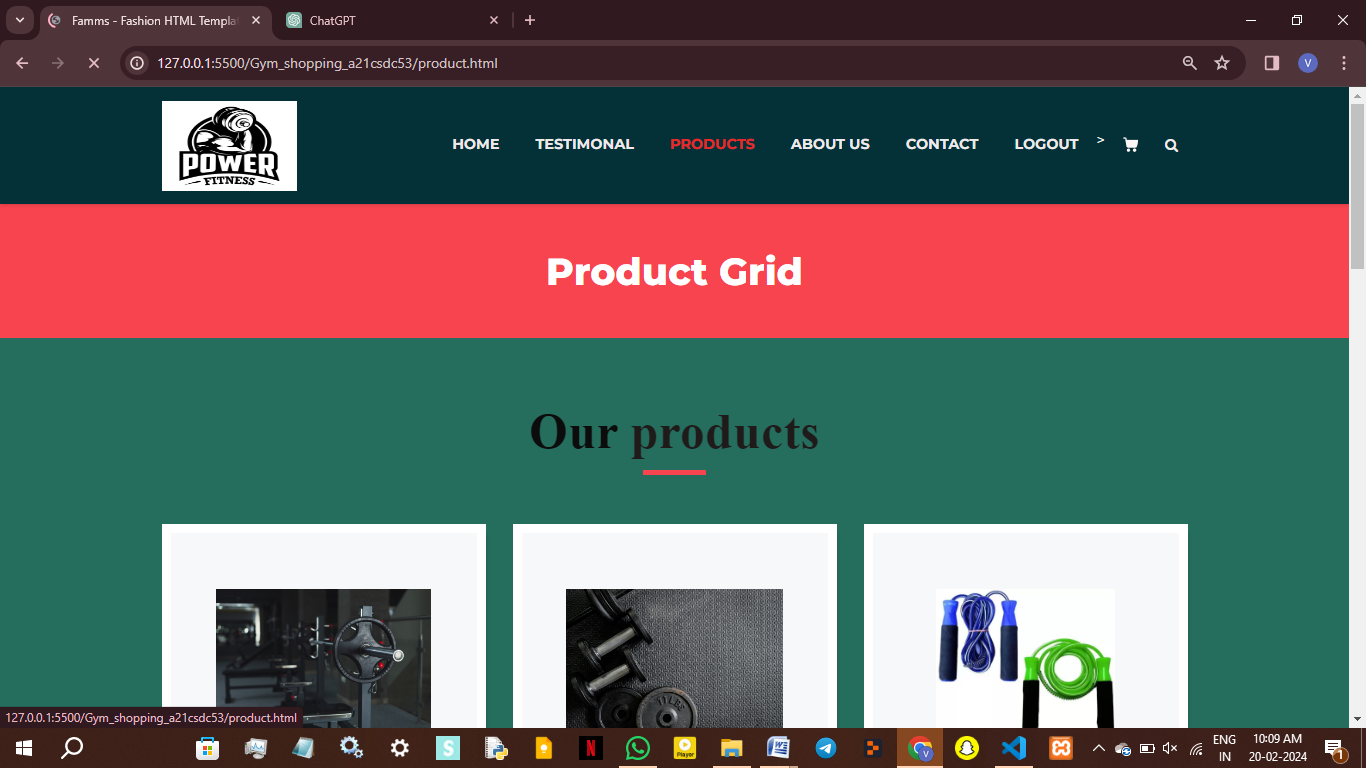 Famms - Fashion HTML Templa
ChatGPT
127.0.0.1:5500/Gym_shopping_a21csdc53/product.html
V
POWER
FITNESS
HOME
TESTIMONAL
PRODUCTS
ABOUT US
CONTACT
LOGOUT
>
Product Grid
Our products
127.0.0.1:5500/Gym_shopping_a21csdc53/product.html
S
N
Player
W
V
ENG
IN
10:09 AM
20-02-2024
1